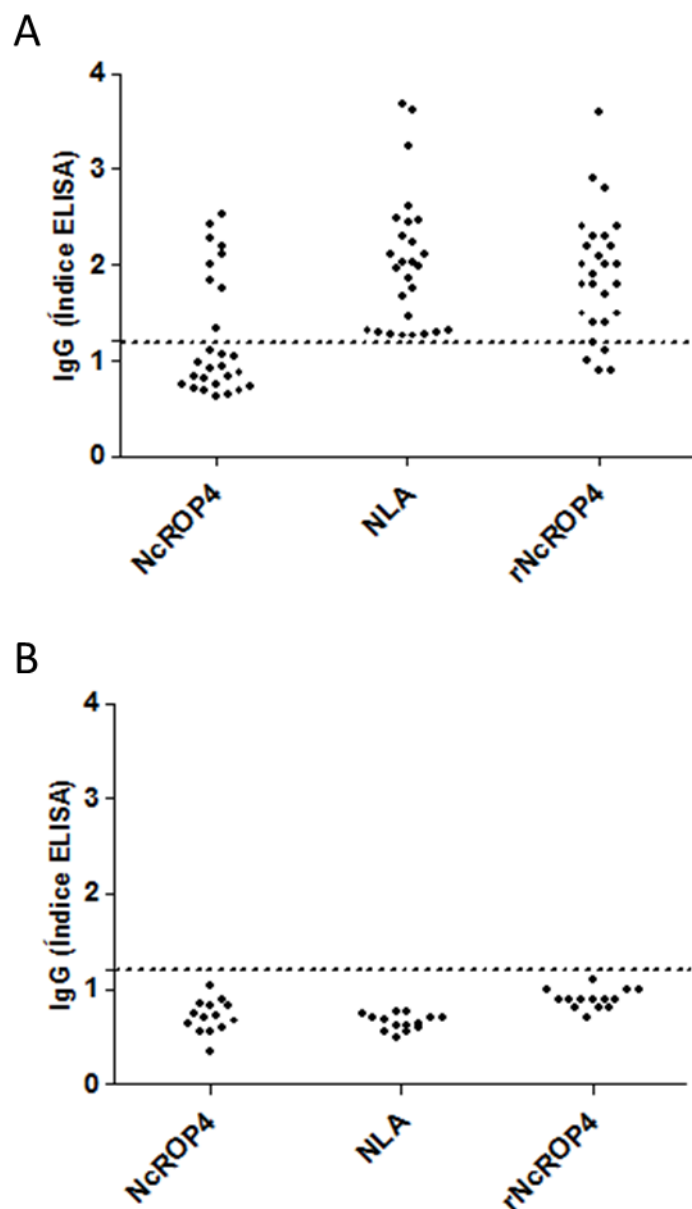 A
IgG (Índice ELISA)
4
3
2
1
0
NcROP4
NLA
rNcROP4
B
IgG (Índice ELISA)
4
3
2
1
0
NcROP4
NLA
rNcROP4